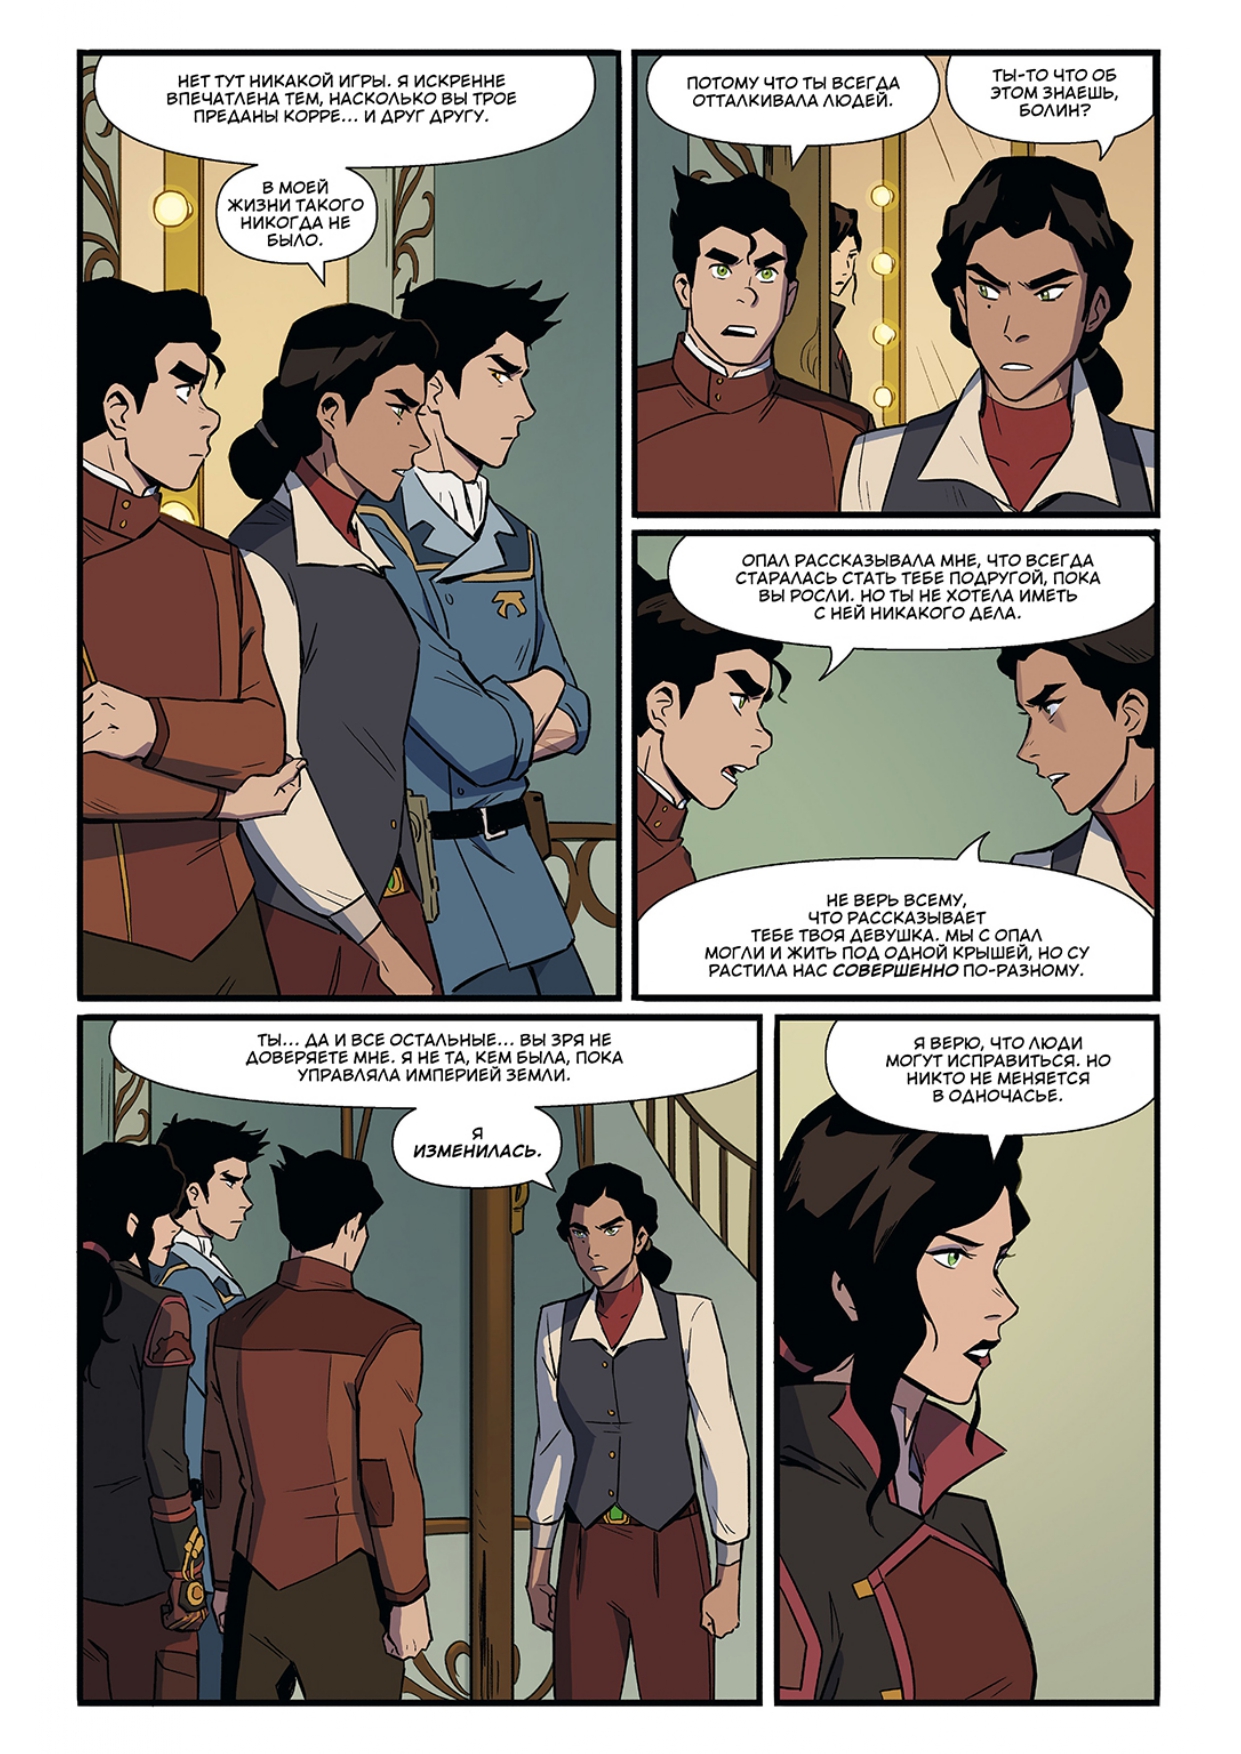 НЕТ ТУТ НИКАКОЙ ИГРЫ. Я ИСКРЕННЕ
ВПЕЧАТЛЕНА ТЕМ, НАСКОЛЬКО ВЫ ТРОЕ
ПРЕДАНЫ КОРРЕ... И ДРУГ ДРУГУ.
В МОЕЙ
ЖИЗНИ ТАКОГО
НИКОГДА НЕ
БЫЛО.
ПОТОМУ ЧТО ТЫ ВСЕГДА
ОТТАЛКИВАЛА ЛЮДЕЙ.
ТЫ-ТО ЧТО ОБ
ЭТОМ ЗНАЕШЬ,
БОЛИН?
ОПАЛ РАССКАЗЫВАЛА МНЕ, ЧТО ВСЕГДА
СТАРАЛАСЬ СТАТЬ ТЕБЕ ПОДРУГОЙ, ПОКА
ВЫ РОСЛИ. НО ТЫ НЕ ХОТЕЛА ИМЕТЬ
С НЕЙ НИКАКОГО ДЕЛА.
НЕ ВЕРЬ ВСЕМУ,
ЧТО РАССКАЗЫВАЕТ
ТЕБЕ ТВОЯ ДЕВУШКА. МЫ С ОПАЛ
МОГЛИ И ЖИТЬ ПОД ОДНОЙ КРЫШЕЙ, НО СУ
РАСТИЛА НАС СОВЕРШЕННО ПО-РАЗНОМУ.
ТЫ... ДА И ВСЕ ОСТАЛЬНЫЕ... ВЫ ЗРЯ НЕ
ДОВЕРЯЕТЕ МНЕ. Я НЕ ТА, КЕМ БЫЛА, ПОКА
УПРАВЛЯЛА ИМПЕРИЕЙ ЗЕМЛИ.
Я
ИЗМЕНИЛАСЬ.
Я ВЕРЮ, ЧТО ЛЮДИ
МОГУТ ИСПРАВИТЬСЯ. НО
НИКТО НЕ МЕНЯЕТСЯ
В ОДНОЧАСЬЕ.